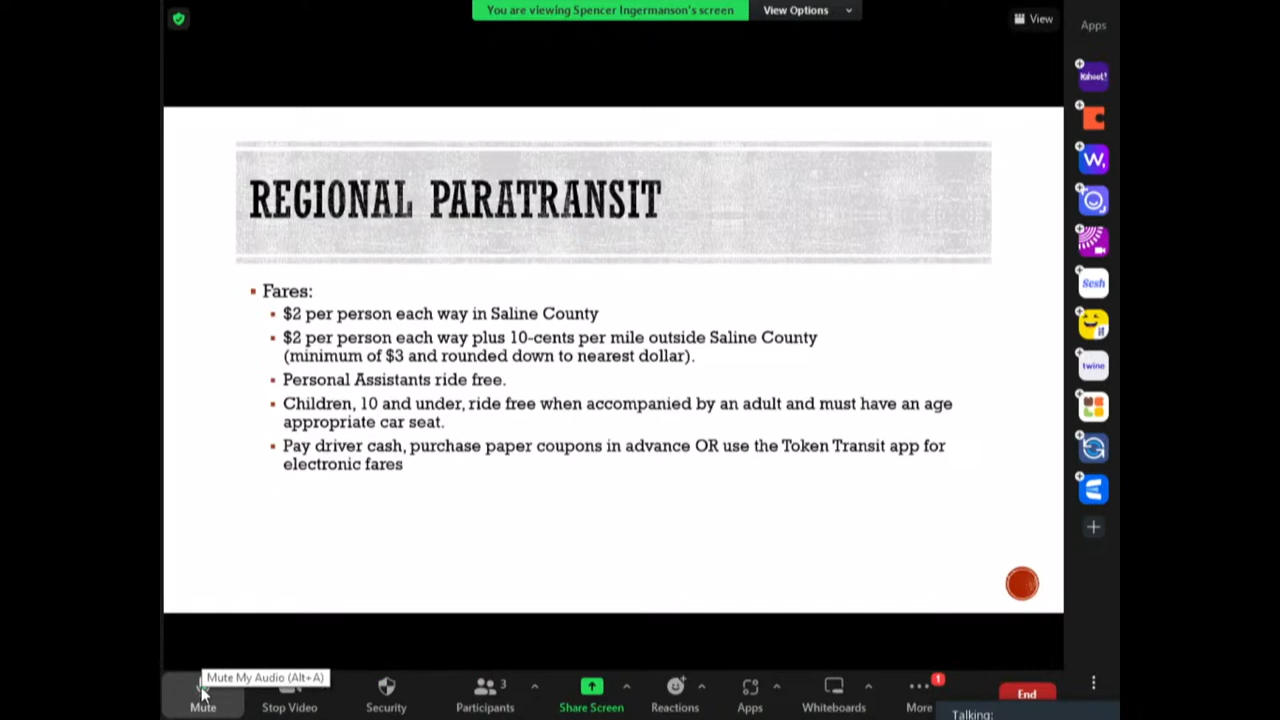 You are viewing Spencer Ingermanson's screen
View Options
View
Apps
Kahoot!
W.
REGIONAL PARATRANSIT
Fares:
$2 per person each way in Saline County
$2 per person each way plus 10-cents per mile outside Saline County
(minimum of $3 and rounded down to nearest dollar).
Personal Assistants ride free.
Children, 10 and under, ride free when accompanied by an adult and must have an age
appropriate car seat.
Pay driver cash, purchase paper coupons in advance OR use the Token Transit app for
electronic fares
Sesh
if
twine
Mute My Audio (Alt+A)
Mute
Stop Video
Security
Participants
3
Share Screen
Reactions
Apps
Whiteboards
More
1
End
Talking: